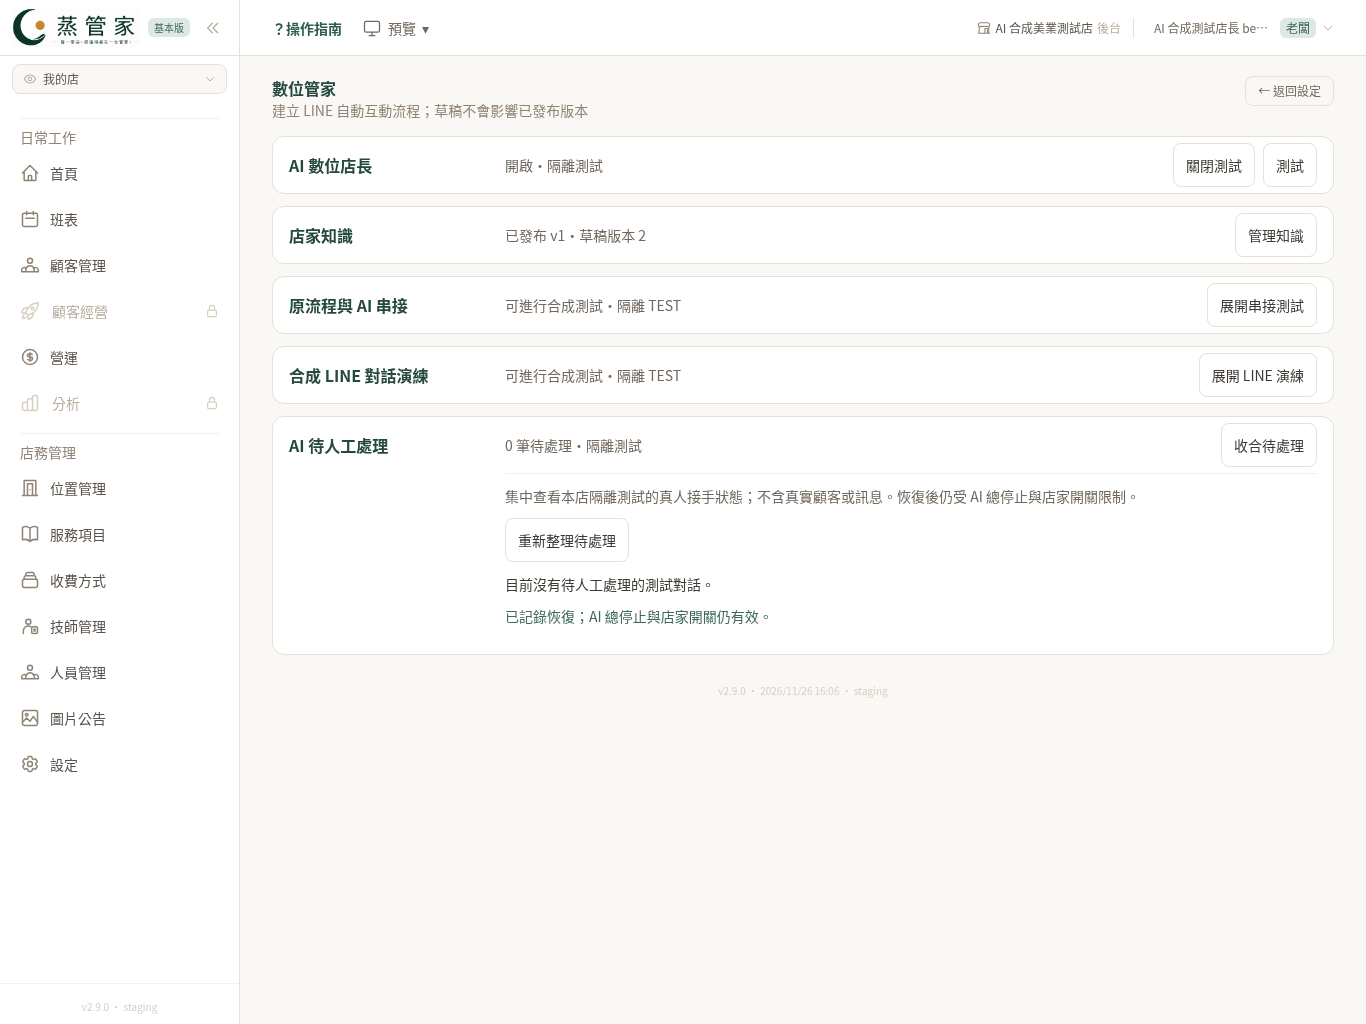 蒸管家
基本版
我的店
日常工作
首頁
班表
顧客管理
顧客經營
營運
分析
店務管理
位置管理
服務項目
收費方式
技師管理
人員管理
圖片公告
設定
v2.9.0 · staging
? 操作指南
預覽 ▾
AI 合成美業測試店 後台
AI 合成測試店長 be···
老闆
數位管家
建立 LINE 自動互動流程；草稿不會影響已發布版本
← 返回設定
AI 數位店長
開啟・隔離測試
關閉測試
測試
店家知識
已發布 v1・草稿版本 2
管理知識
原流程與 AI 串接
可進行合成測試・隔離 TEST
展開串接測試
合成 LINE 對話演練
可進行合成測試・隔離 TEST
展開 LINE 演練
AI 待人工處理
0 筆待處理・隔離測試
收合待處理
集中查看本店隔離測試的真人接手狀態；不含真實顧客或訊息。恢復後仍受 AI 總停止與店家開關限制。
重新整理待處理
目前沒有待人工處理的測試對話。
已記錄恢復；AI 總停止與店家開關仍有效。
v2.9.0 · 2026/11/26 16:06 · staging